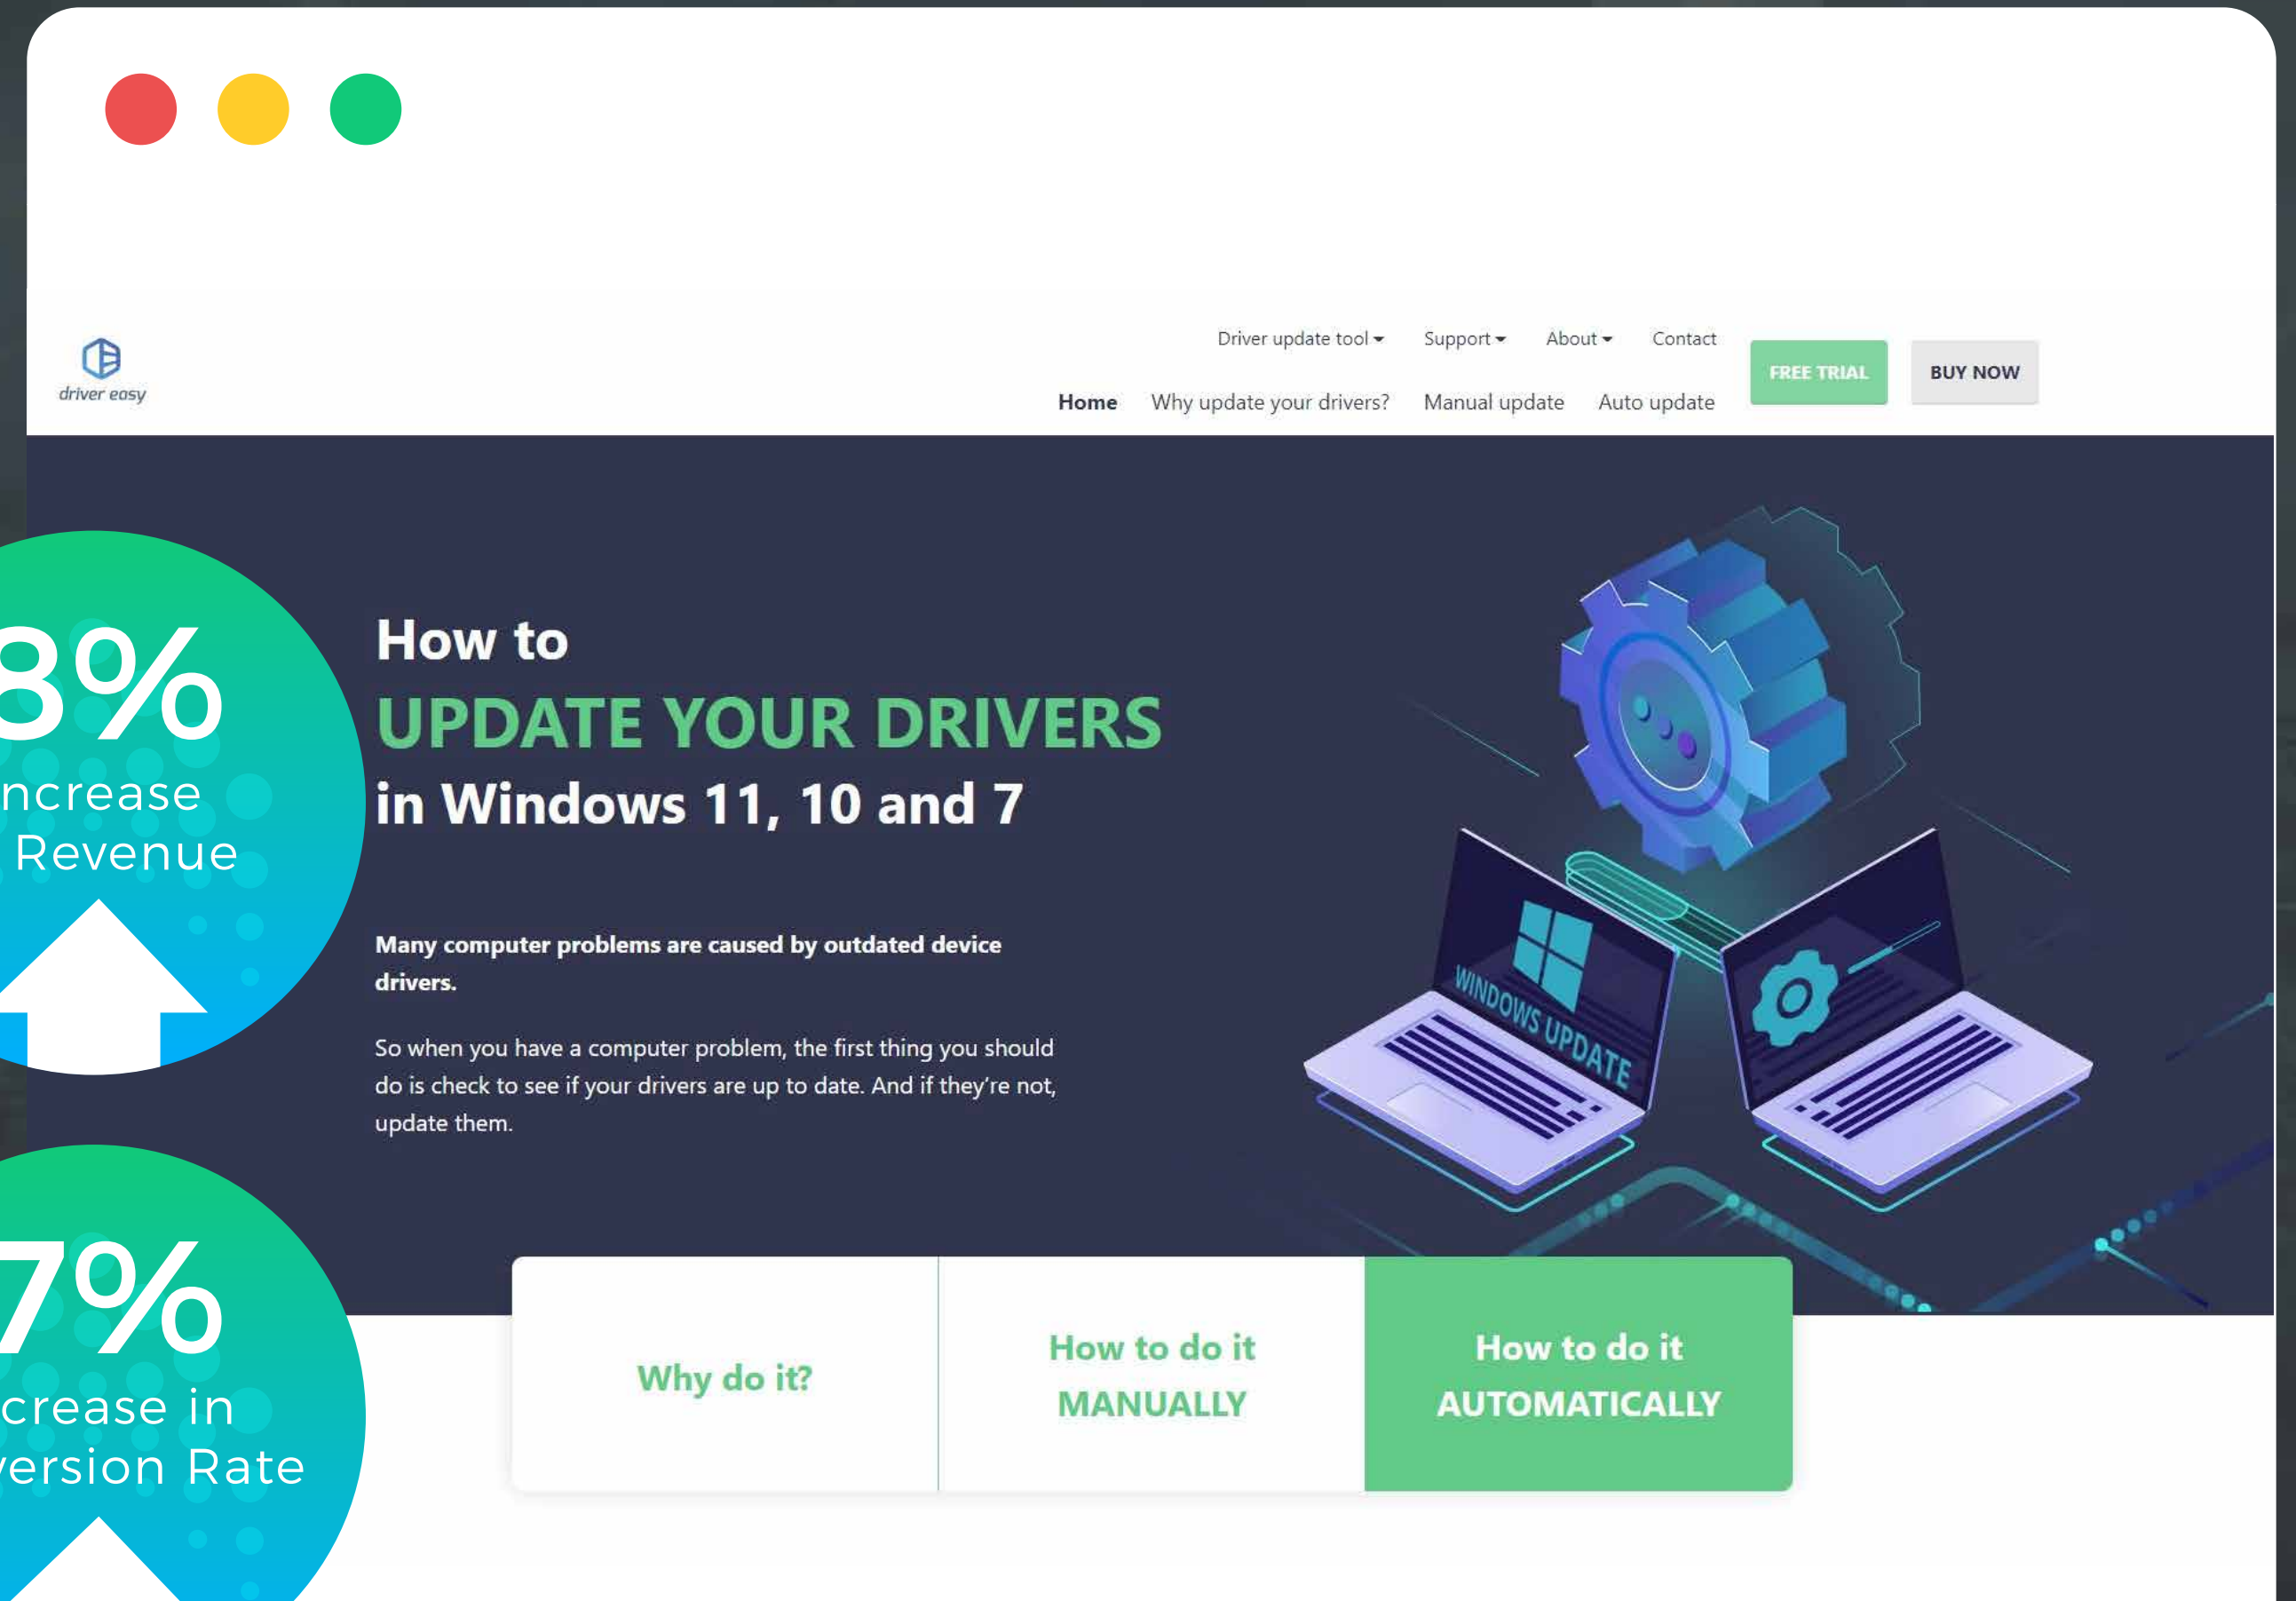 driver easy
Driver update tool
Support
About
Contact
Home
Why update your drivers?
Manual update
Auto update
FREE TRIAL
BUY NOW
8%
ncrease
Revenue
How to
UPDATE YOUR DRIVERS
in Windows 11, 10 and 7
Many computer problems are caused by outdated device
drivers.
So when you have a computer problem, the first thing you should
do is check to see if your drivers are up to date. And if they're not,
update them.
WINDOWS UPDATE
7%
crease in
version Rate
Why do it?
How to do it
MANUALLY
How to do it
AUTOMATICALLY